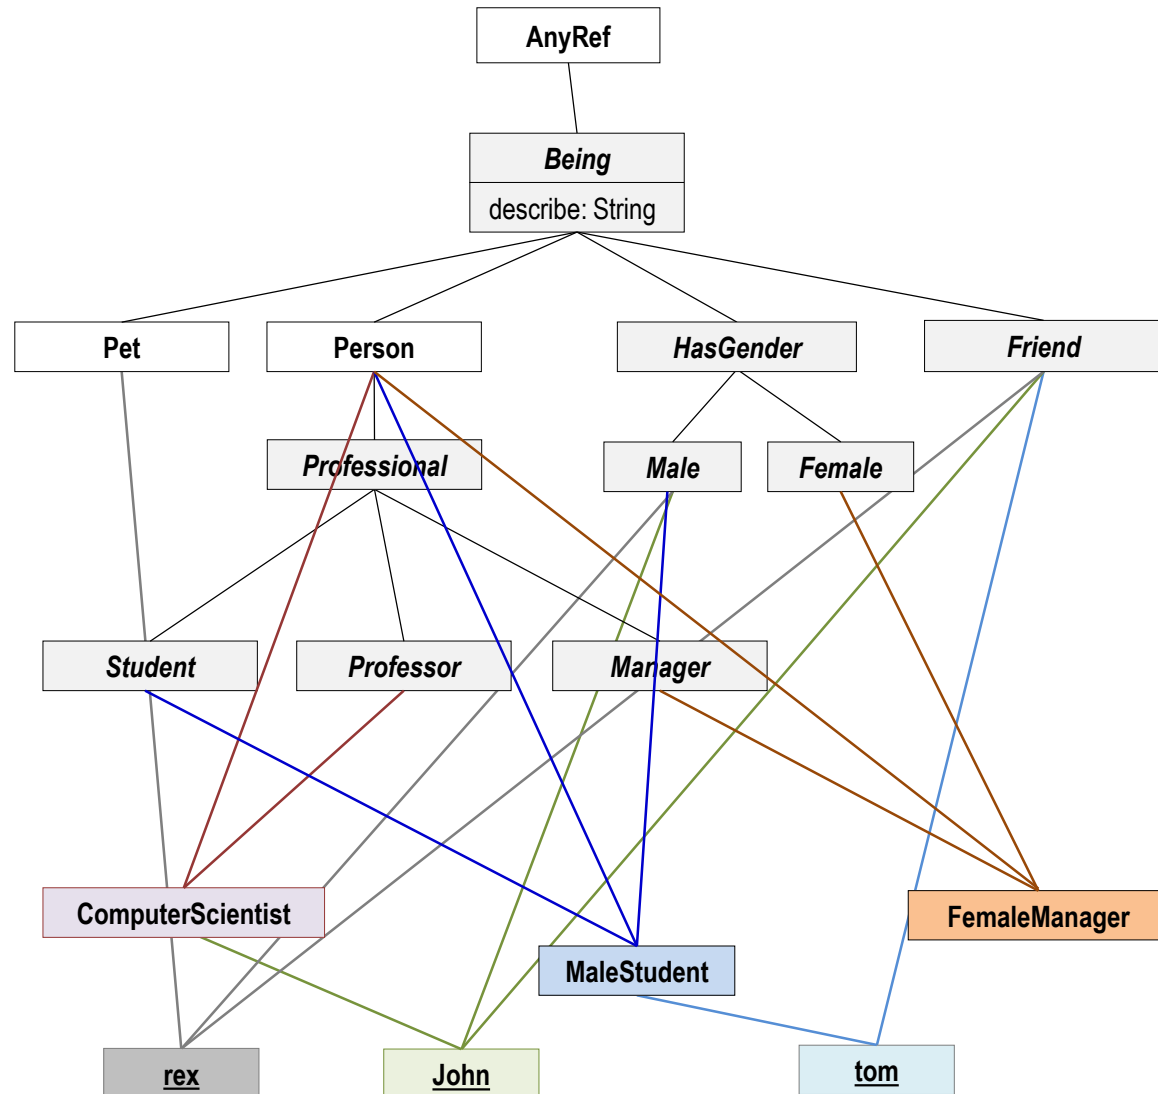 AnyRef
Being
describe: String
Pet
Person
HasGender
Friend
Professional
Male
Female
Student
Professor
Manager
ComputerScientist
FemaleManager
MaleStudent
rex
John
tom